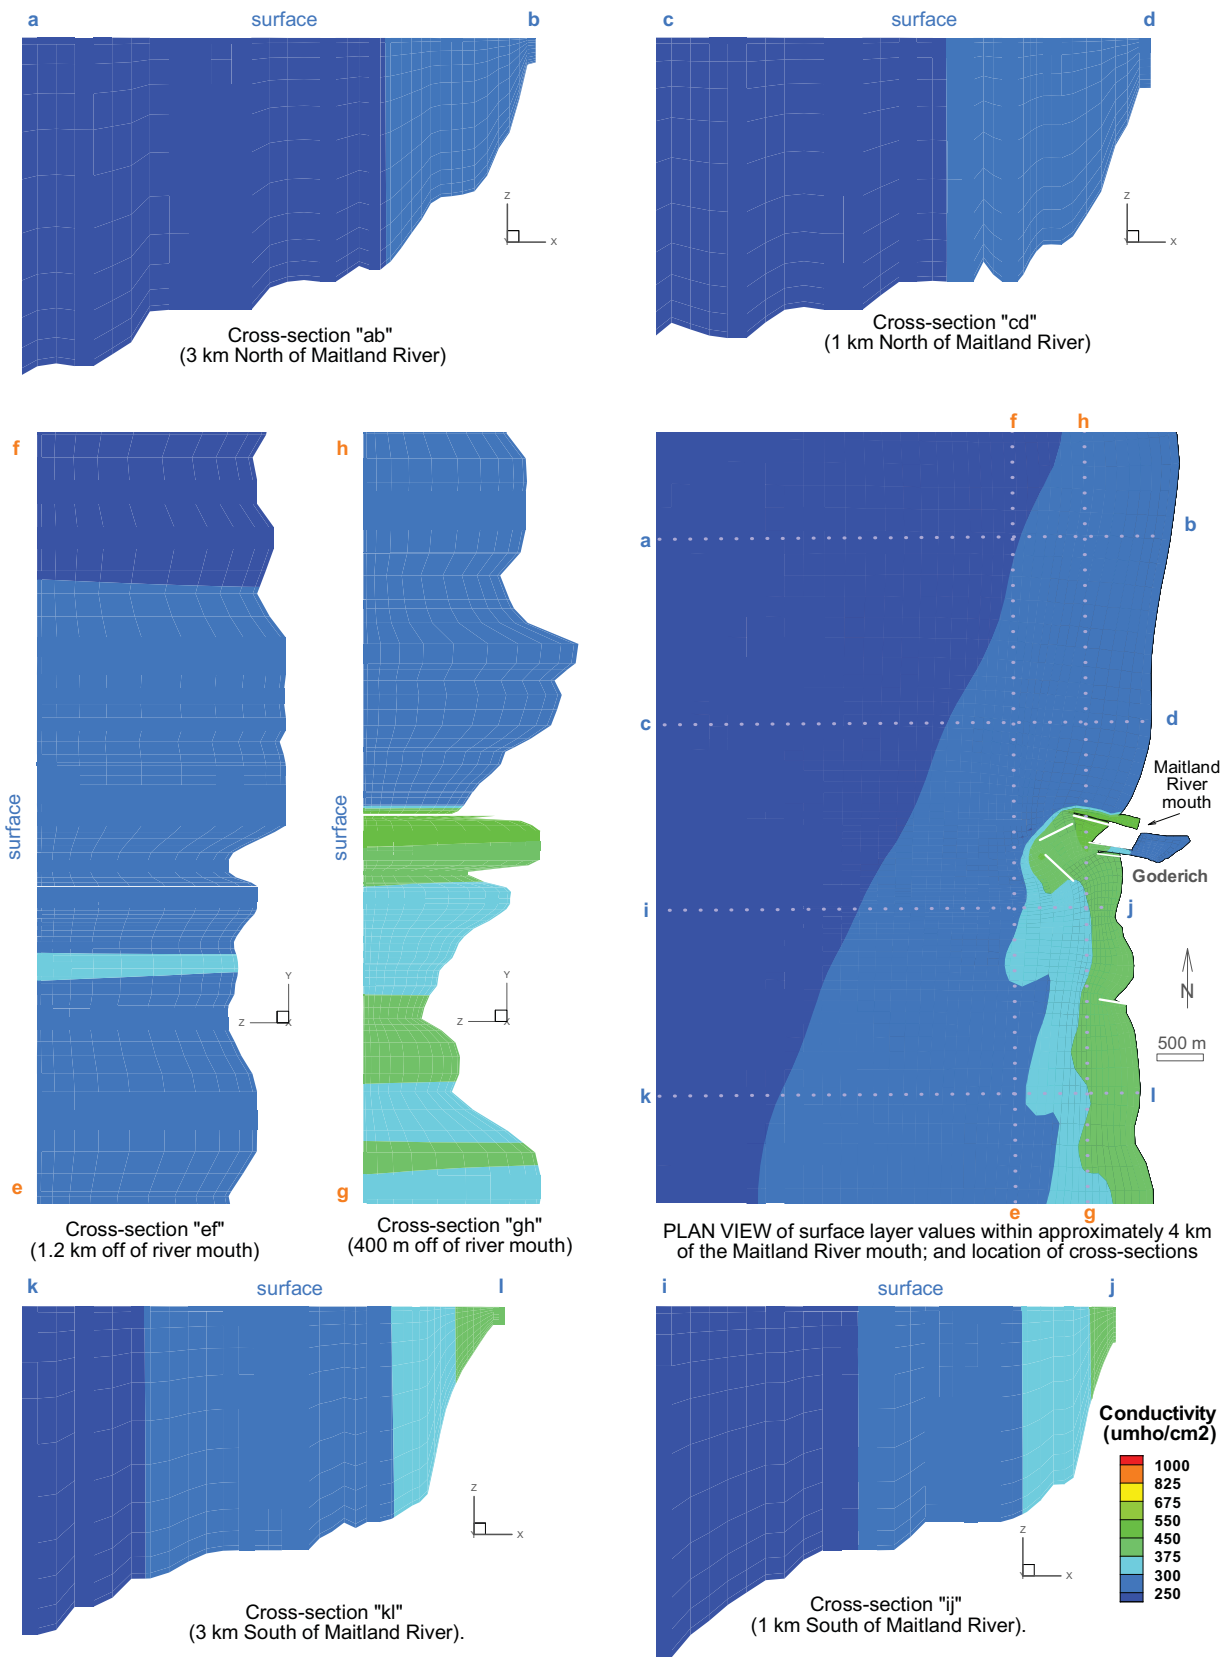 a surface b
c surface d
Z
X
Y
Cross-section "ab"
(3 km North of Maitland River)
Z
X
Y
Cross-section "cd"
(1 km North of Maitland River)
f
surface
Y
Z
X
e
Cross-section "ef"
(1.2 km off of river mouth)
h
surface
Y
Z
X
g
Cross-section "gh"
(400 m off of river mouth)
f h
a
b
c
d
Maitland
River
mouth
Goderich
i
j
N
500 m
k
l
e g
PLAN VIEW of surface layer values within approximately 4 km
of the Maitland River mouth; and location of cross-sections
k surface l
Z
X
Y
Cross-section "kl"
(3 km South of Maitland River).
i surface j
Z
X
Y
Cross-section "ij"
(1 km South of Maitland River).
Conductivity
(umho/cm2)
1000
825
675
550
450
375
300
250